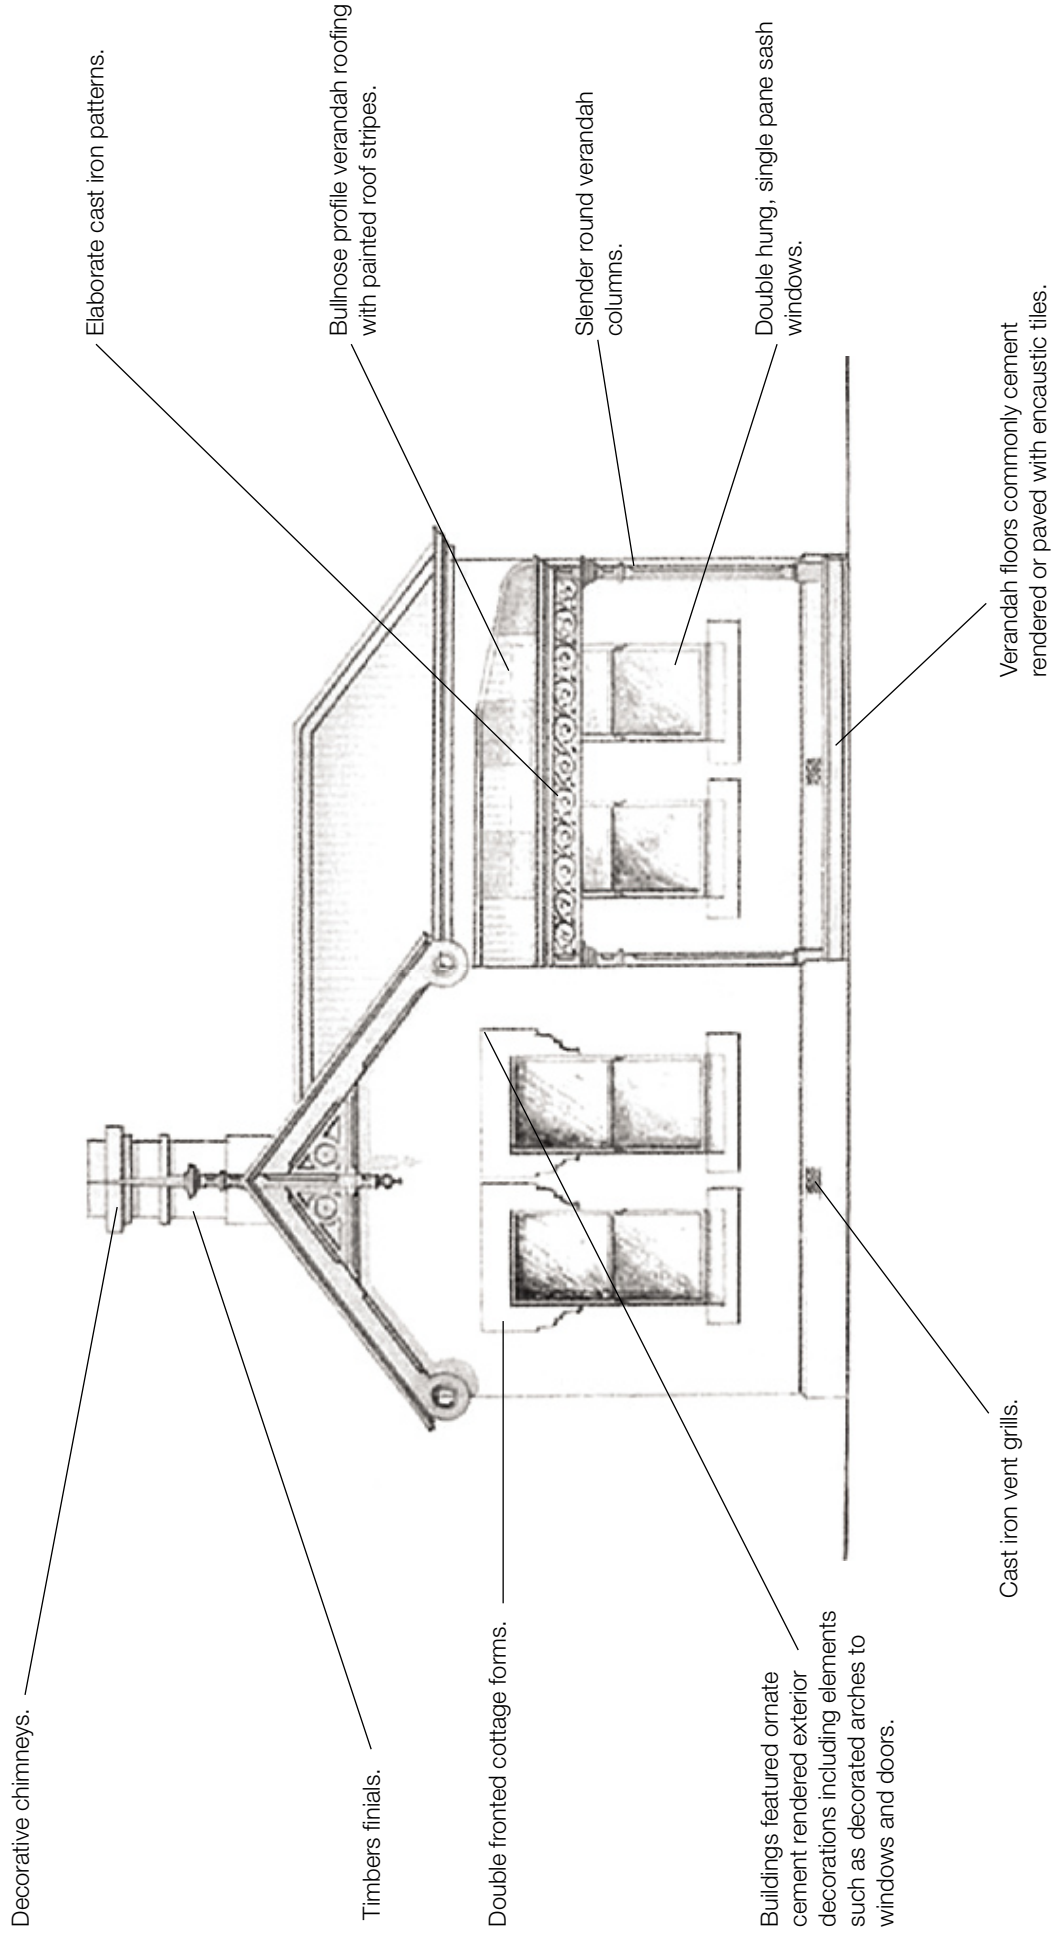 Decorative chimneys.
Timbers finials.
Double fronted cottage forms.
Buildings featured ornate
cement rendered exterior
decorations including elements
such as decorated arches to
windows and doors.
Cast iron vent grills.
Elaborate cast iron patterns.
Bullnose profile verandah roofing
with painted roof stripes.
Slender round verandah
columns.
Double hung, single pane sash
windows.
Verandah floors commonly cement
rendered or paved with encaustic tiles.